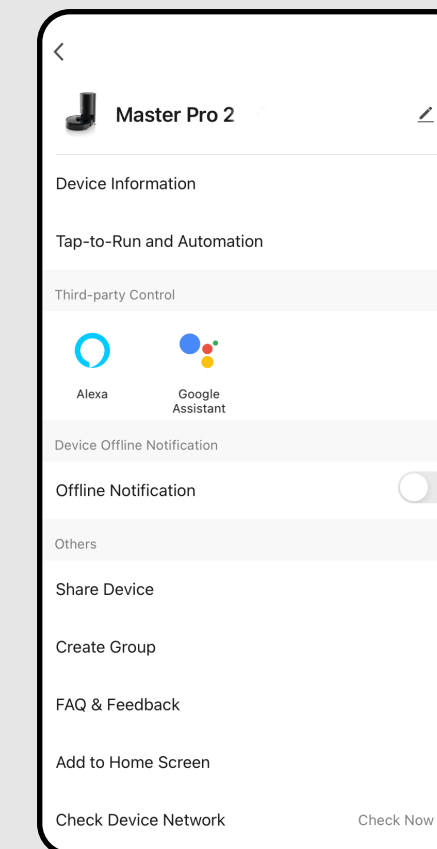 Master Pro 2
Device Information
Tap-to-Run and Automation
Third-party Control
Alexa
Google
Assistant
Device Offline Notification
Offline Notification
Others
Share Device
Create Group
FAQ & Feedback
Add to Home Screen
Check Device Network
Check Now